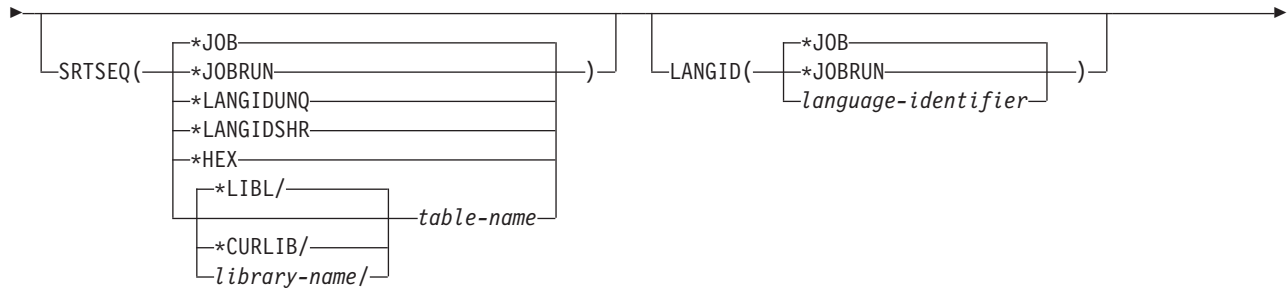 *JOB
SRTSEQ( *JOBRUN )
*LANGIDUNQ
*LANGIDSHR
*HEX
*LIBL/
table-name
*CURLIB/
library-name/
*JOB
LANGID( *JOBRUN )
language-identifier